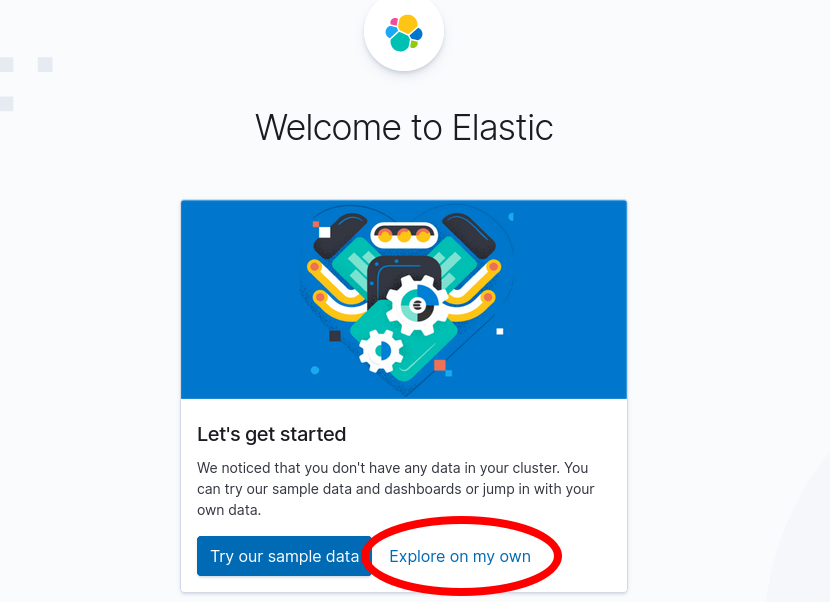 Welcome to Elastic
Let's get started
We noticed that you don't have any data in your cluster. You
can try our sample data and dashboards or jump in with your
own data.
Try our sample data
Explore on my own